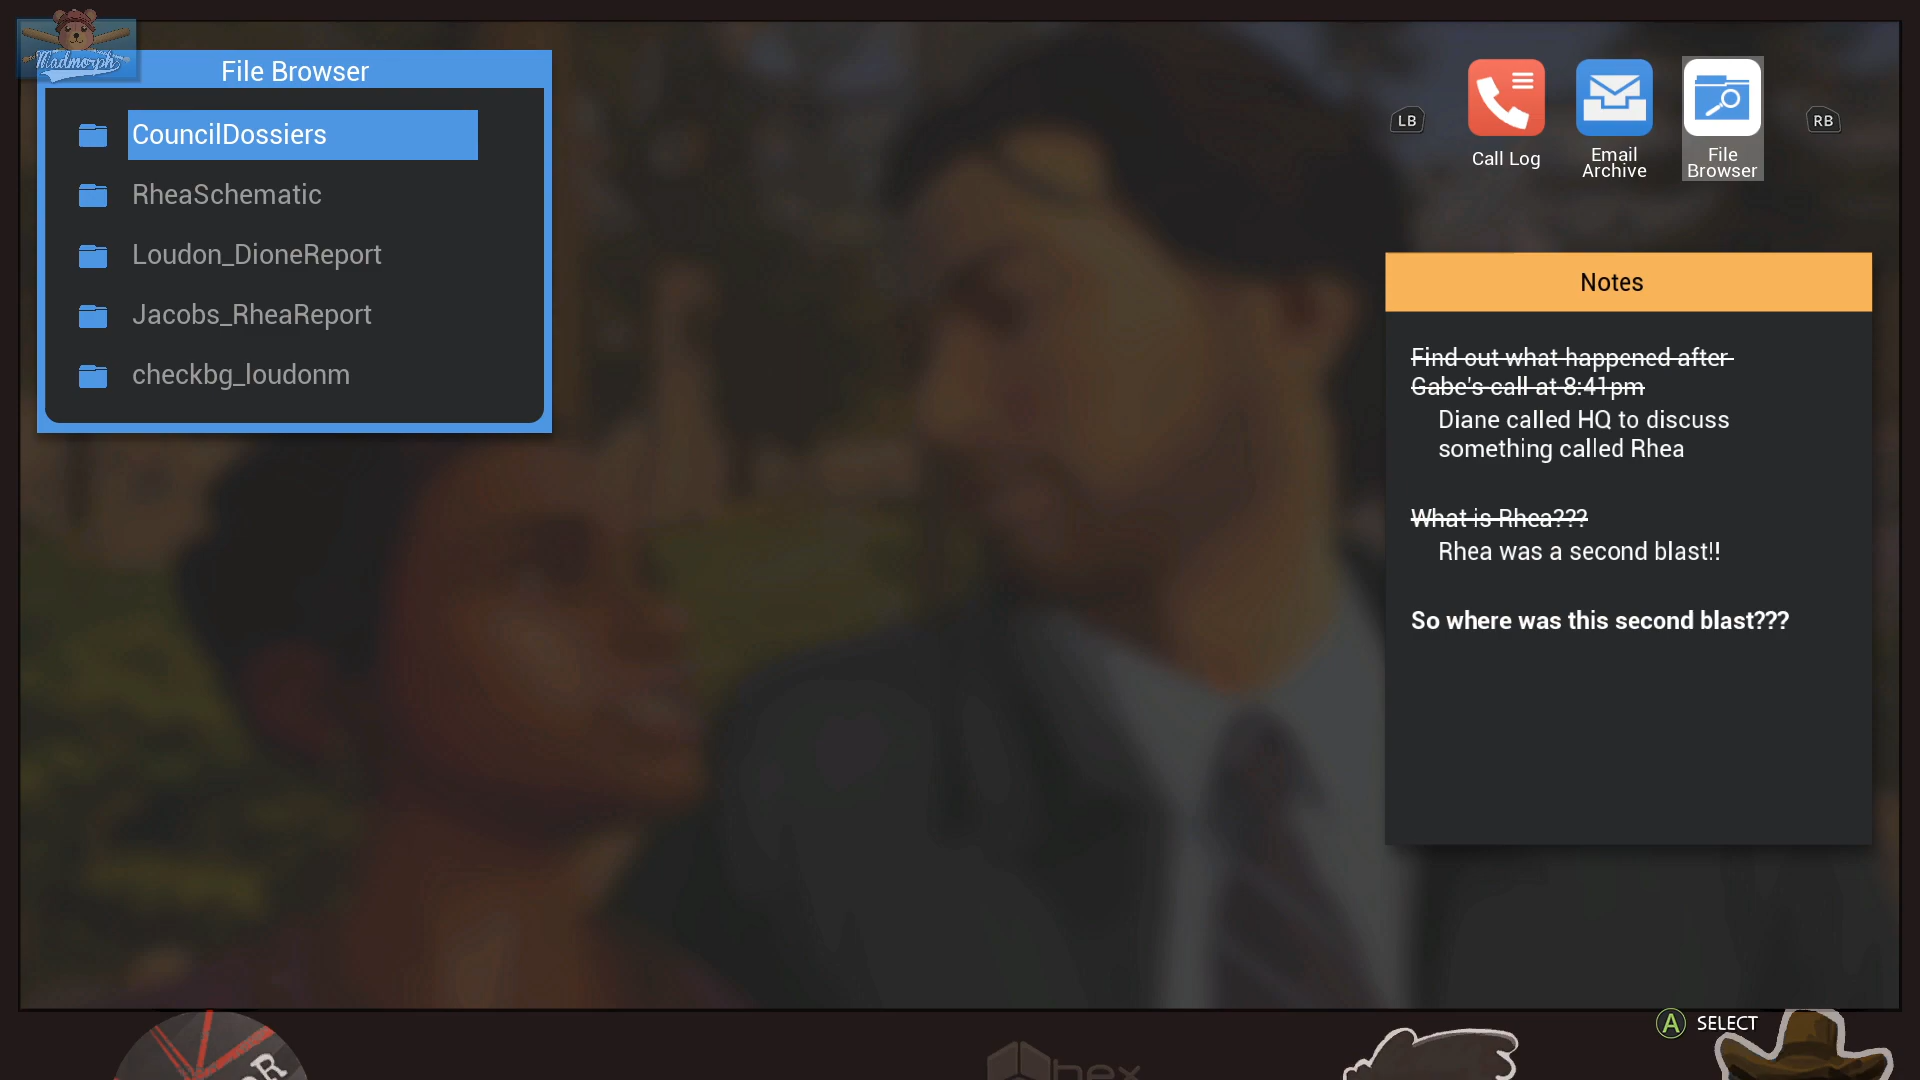 Madmorph
File Browser
CouncilDossiers
RheaSchematic
Loudon_DioneReport
Jacobs_RheaReport
checkbg_loudonm
LB
Call Log
Email
Archive
File
Browser
RB
Notes
Find out what happened after
Gabe's call at 8:41pm
Diane called HQ to discuss
something called Rhea
What is Rhea???
Rhea was a second blast!!
So where was this second blast???
A SELECT
OR
hex